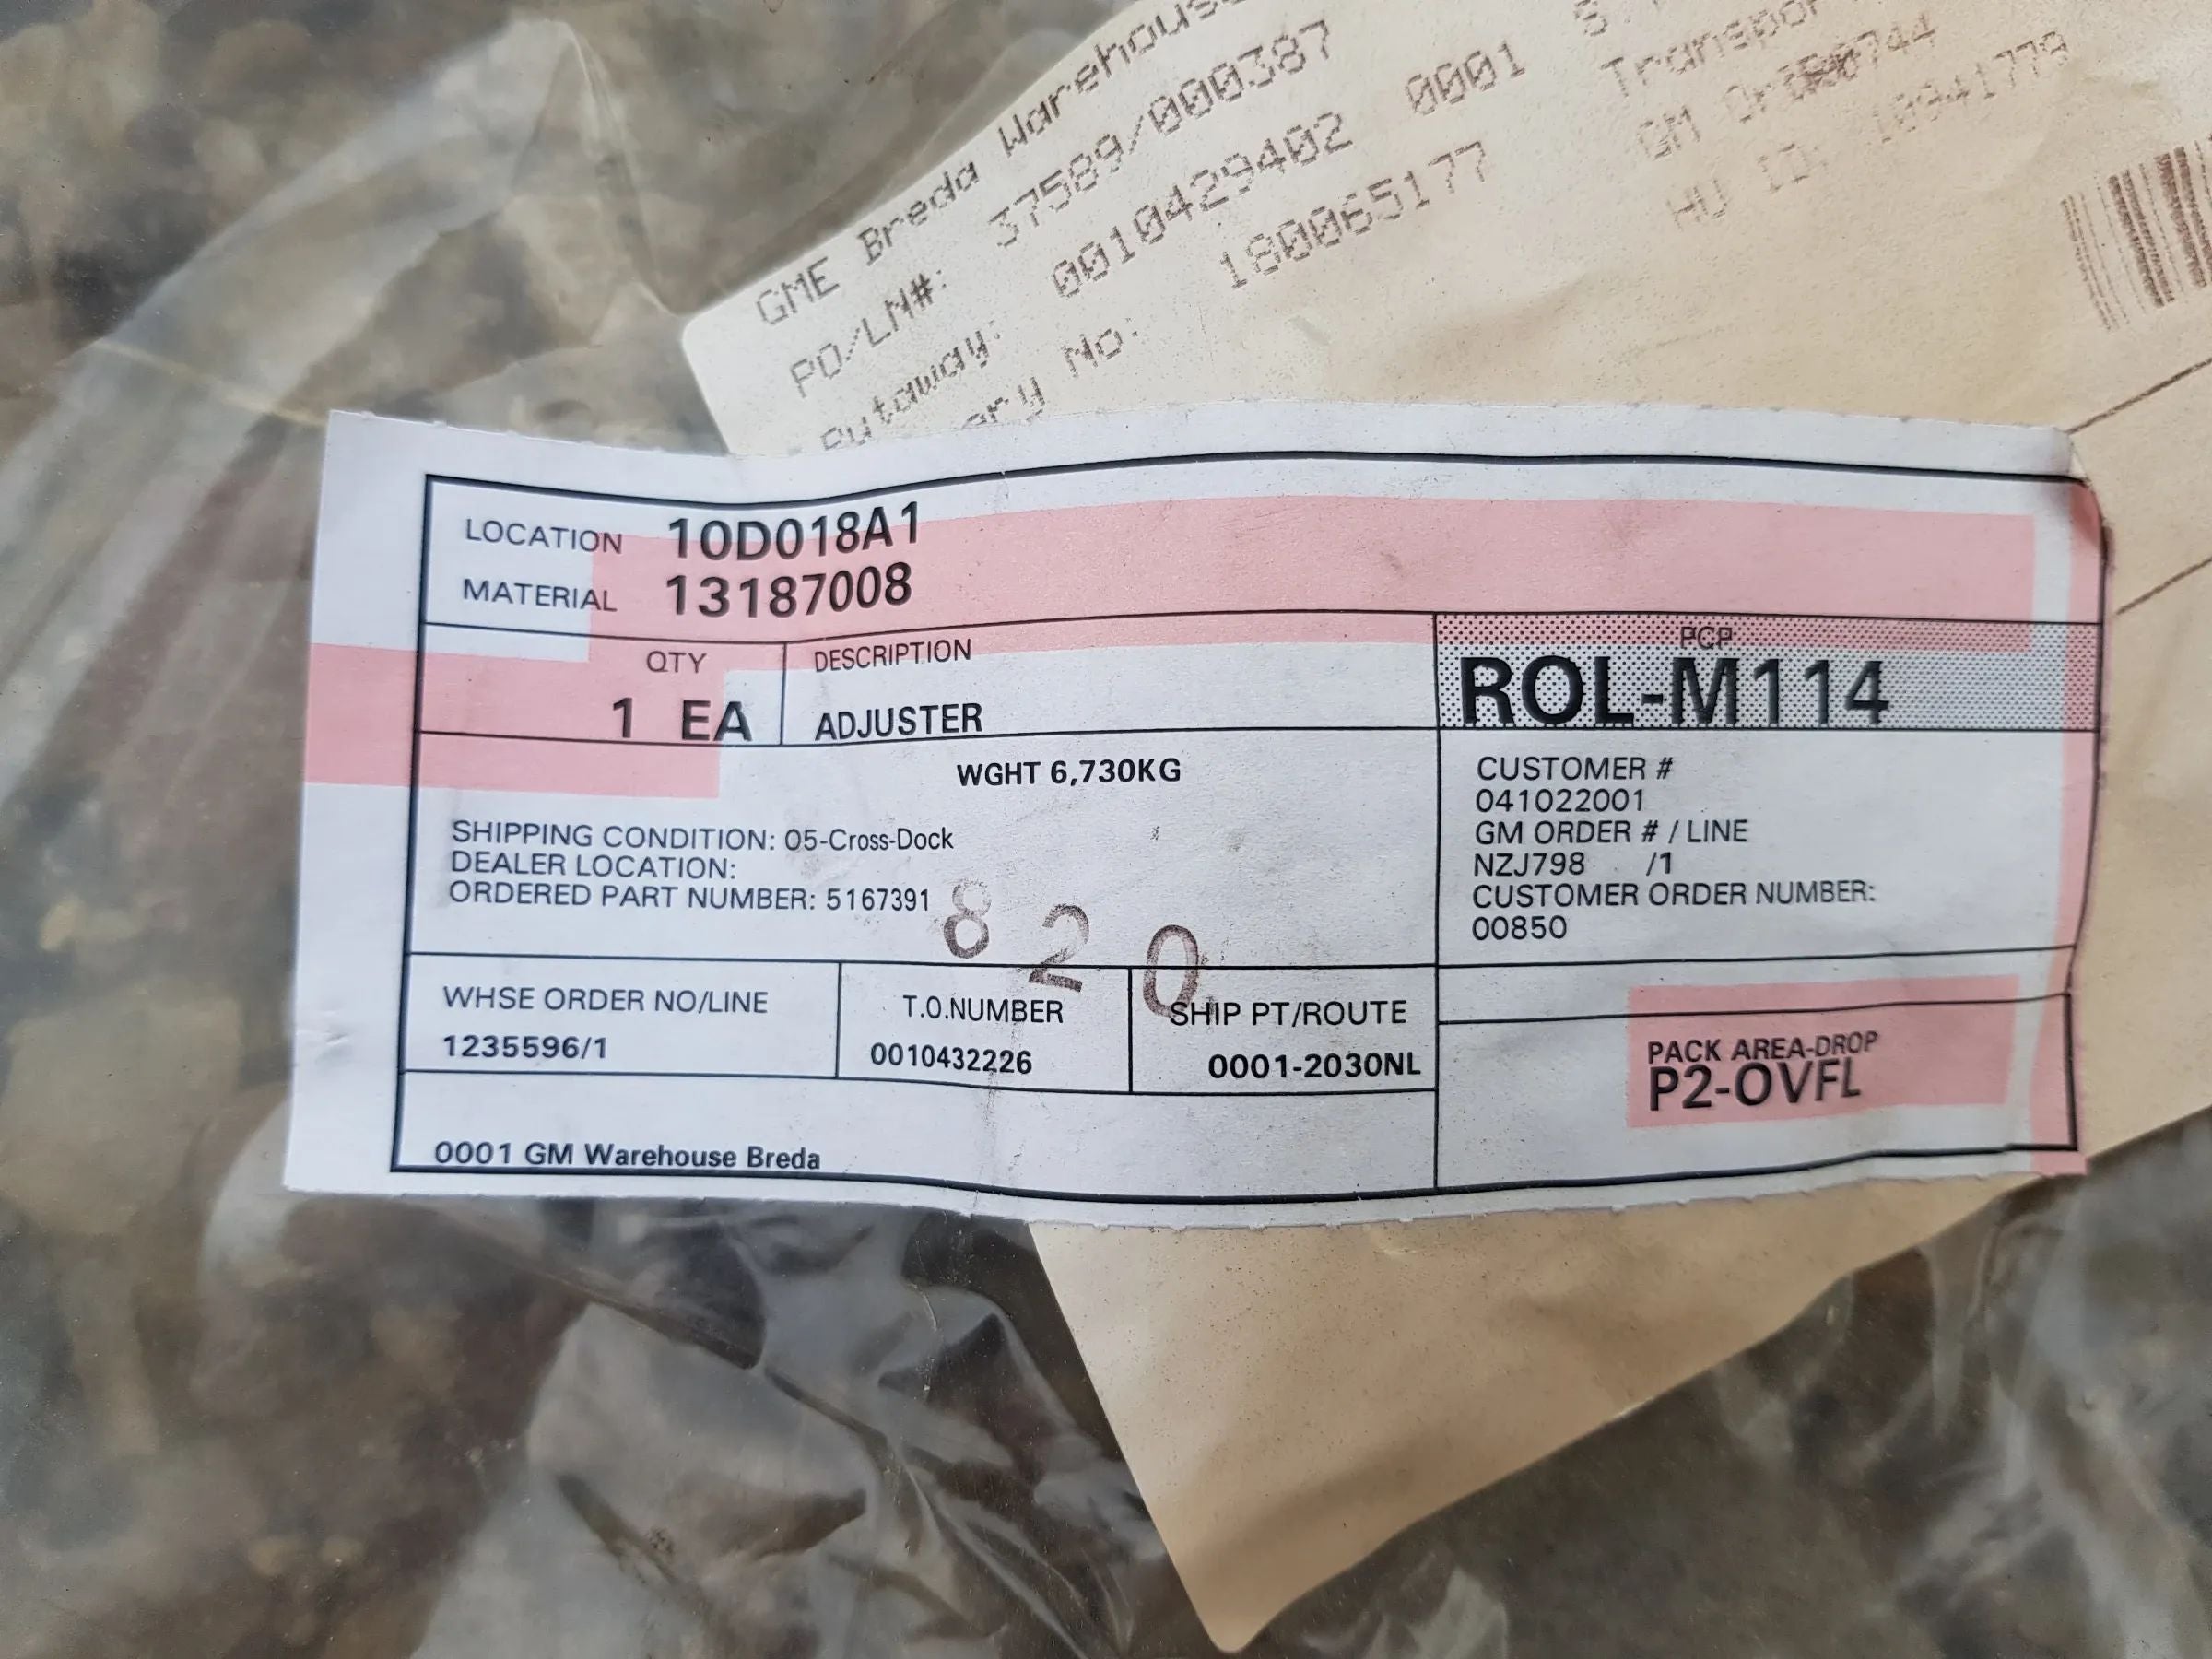 GME Breda Warehouse
PO/LN#: 37589/000387
Putaway: 0010429402 0001
ery No: 180065177
Transpor
GM
HU ID: 10941779
LOCATION 10D018A1
MATERIAL 13187008
QTY
1 EA
DESCRIPTION
ADJUSTER
PCP
ROL-M114
WGHT 6,730KG
SHIPPING CONDITION: 05-Cross-Dock
DEALER LOCATION:
ORDERED PART NUMBER: 5167391
820
CUSTOMER #
041022001
GM ORDER # / LINE
NZJ798 /1
CUSTOMER ORDER NUMBER:
00850
WHSE ORDER NO/LINE
1235596/1
T.O.NUMBER
0010432226
SHIP PT/ROUTE
0001-2030NL
PACK AREA-DROP
P2-OVFL
0001 GM Warehouse Breda